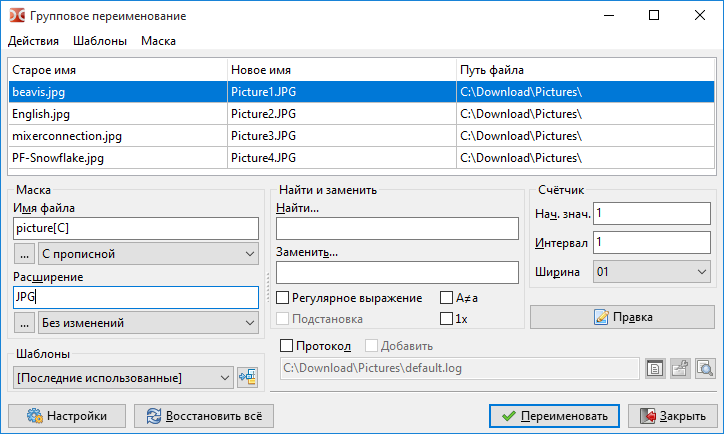 Групповое переименование
Действия Шаблоны Маска
Старое имя Новое имя Путь файла
beavis.jpg Picture1.JPG C:\Download\Pictures\
English.jpg Picture2.JPG C:\Download\Pictures\
mixerconnection.jpg Picture3.JPG C:\Download\Pictures\
PF-Snowflake.jpg Picture4.JPG C:\Download\Pictures\
Маска
Имя файла
picture[C]
... С прописной
Расширение
JPG
... Без изменений
Шаблоны
[Последние использованные]
Найти и заменить
Найти...
Заменить...
Регулярное выражение A≠a
Подстановка 1x
Счётчик
Нач. знач. 1
Интервал 1
Ширина 01
Правка
Протокол Добавить
C:\Download\Pictures\default.log
Настройки Восстановить всё Переименовать Закрыть